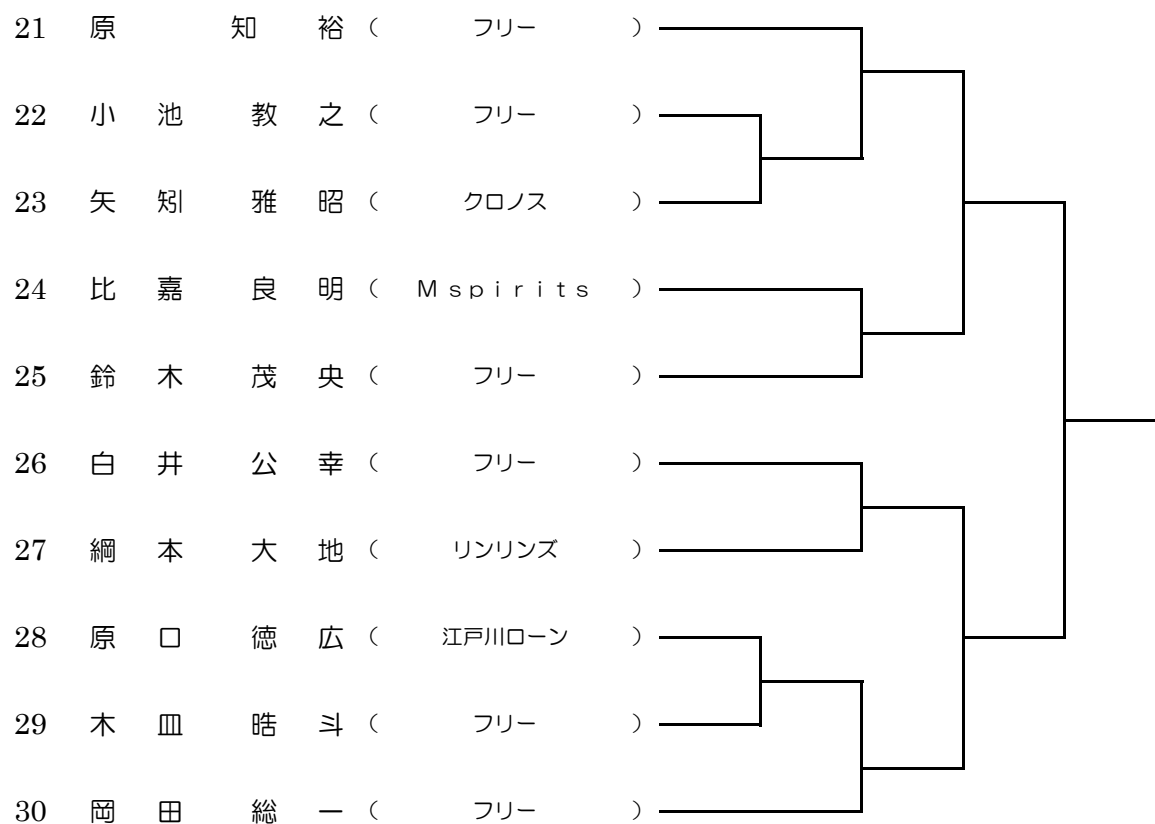 21 原 知 裕 ( フリー )
22 小 池 教 之 ( フリー )
23 矢 矧 雅 昭 ( クロノス )
24 比 嘉 良 明 ( Ｍｓｐｉｒｉｔｓ )
25 鈴 木 茂 央 ( フリー )
26 白 井 公 幸 ( フリー )
27 綱 本 大 地 ( リンリンズ )
28 原 口 徳 広 ( 江戸川ローン )
29 木 皿 晧 斗 ( フリー )
30 岡 田 総 一 ( フリー )